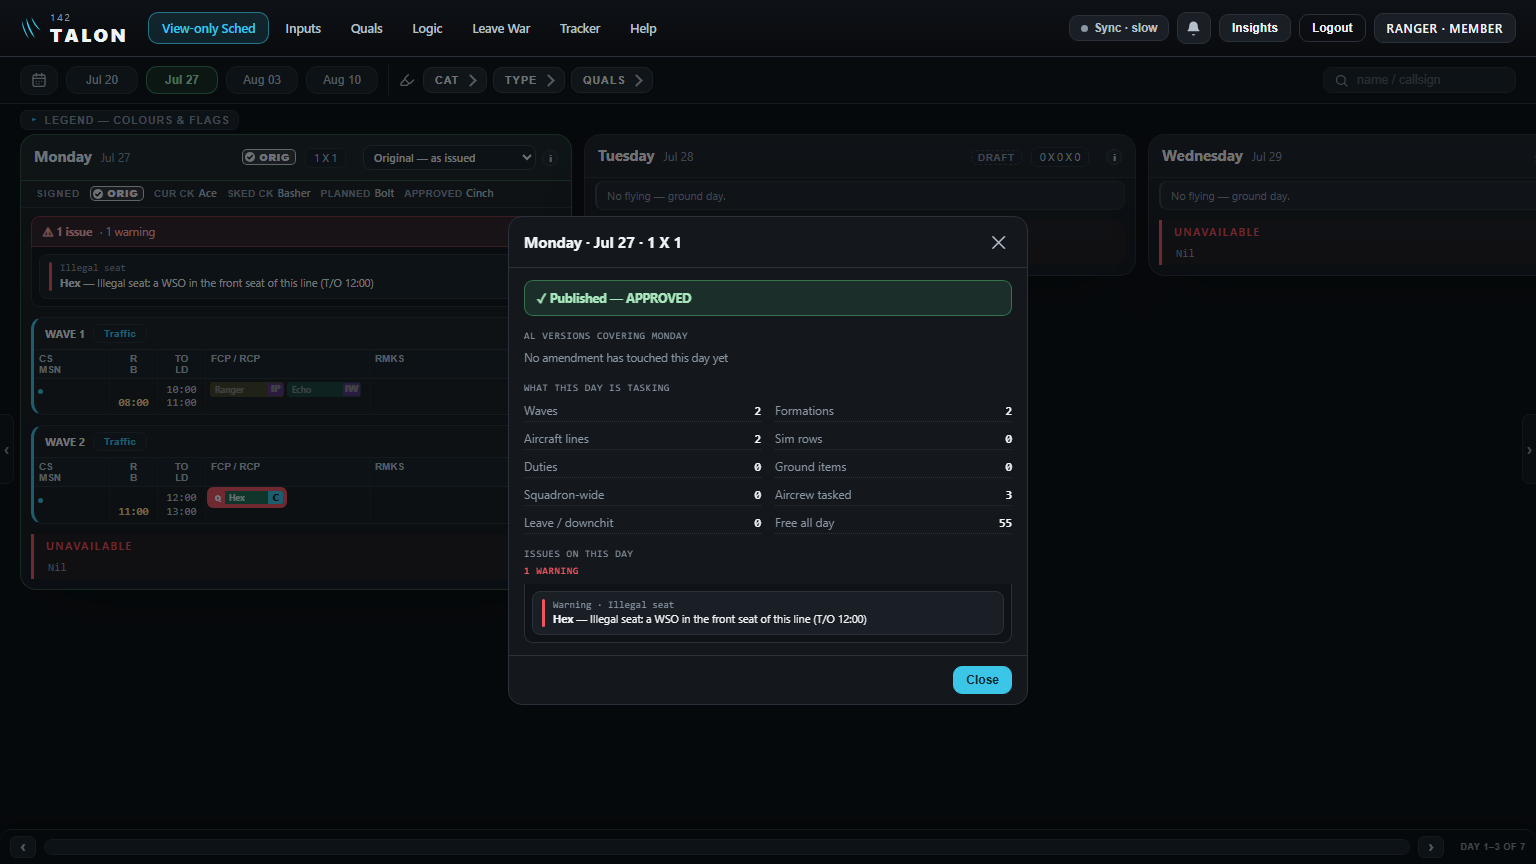 142
TALON
View-only Sched
Inputs
Quals
Logic
Leave War
Tracker
Help
Sync · slow
Insights
Logout
RANGER · MEMBER
Jul 20
Jul 27
Aug 03
Aug 10
CAT
TYPE
QUALS
name / callsign
LEGEND — COLOURS & FLAGS
Monday Jul 27
ORIG
1 X 1
Original — as issued
i
SIGNED ORIG CUR CK Ace SKED CK Basher PLANNED Bolt APPROVED Cinch
1 issue · 1 warning
Illegal seat
Hex — Illegal seat: a WSO in the front seat of this line (T/O 12:00)
WAVE 1 Traffic
CS R TO FCP / RCP RMKS
MSN B LD
10:00 Ranger IP Echo IW
08:00 11:00
WAVE 2 Traffic
CS R TO FCP / RCP RMKS
MSN B LD
12:00 Q Hex C
11:00 13:00
UNAVAILABLE
Nil
Tuesday Jul 28
DRAFT
0 X 0 X 0
i
No flying — ground day.
Wednesday Jul 29
No flying — ground day.
UNAVAILABLE
Nil
Monday · Jul 27 · 1 X 1
✓ Published — APPROVED
AL VERSIONS COVERING MONDAY
No amendment has touched this day yet
WHAT THIS DAY IS TASKING
Waves 2 Formations 2
Aircraft lines 2 Sim rows 0
Duties 0 Ground items 0
Squadron-wide 0 Aircrew tasked 3
Leave / downchit 0 Free all day 55
ISSUES ON THIS DAY
1 WARNING
Warning · Illegal seat
Hex — Illegal seat: a WSO in the front seat of this line (T/O 12:00)
Close
DAY 1–3 OF 7